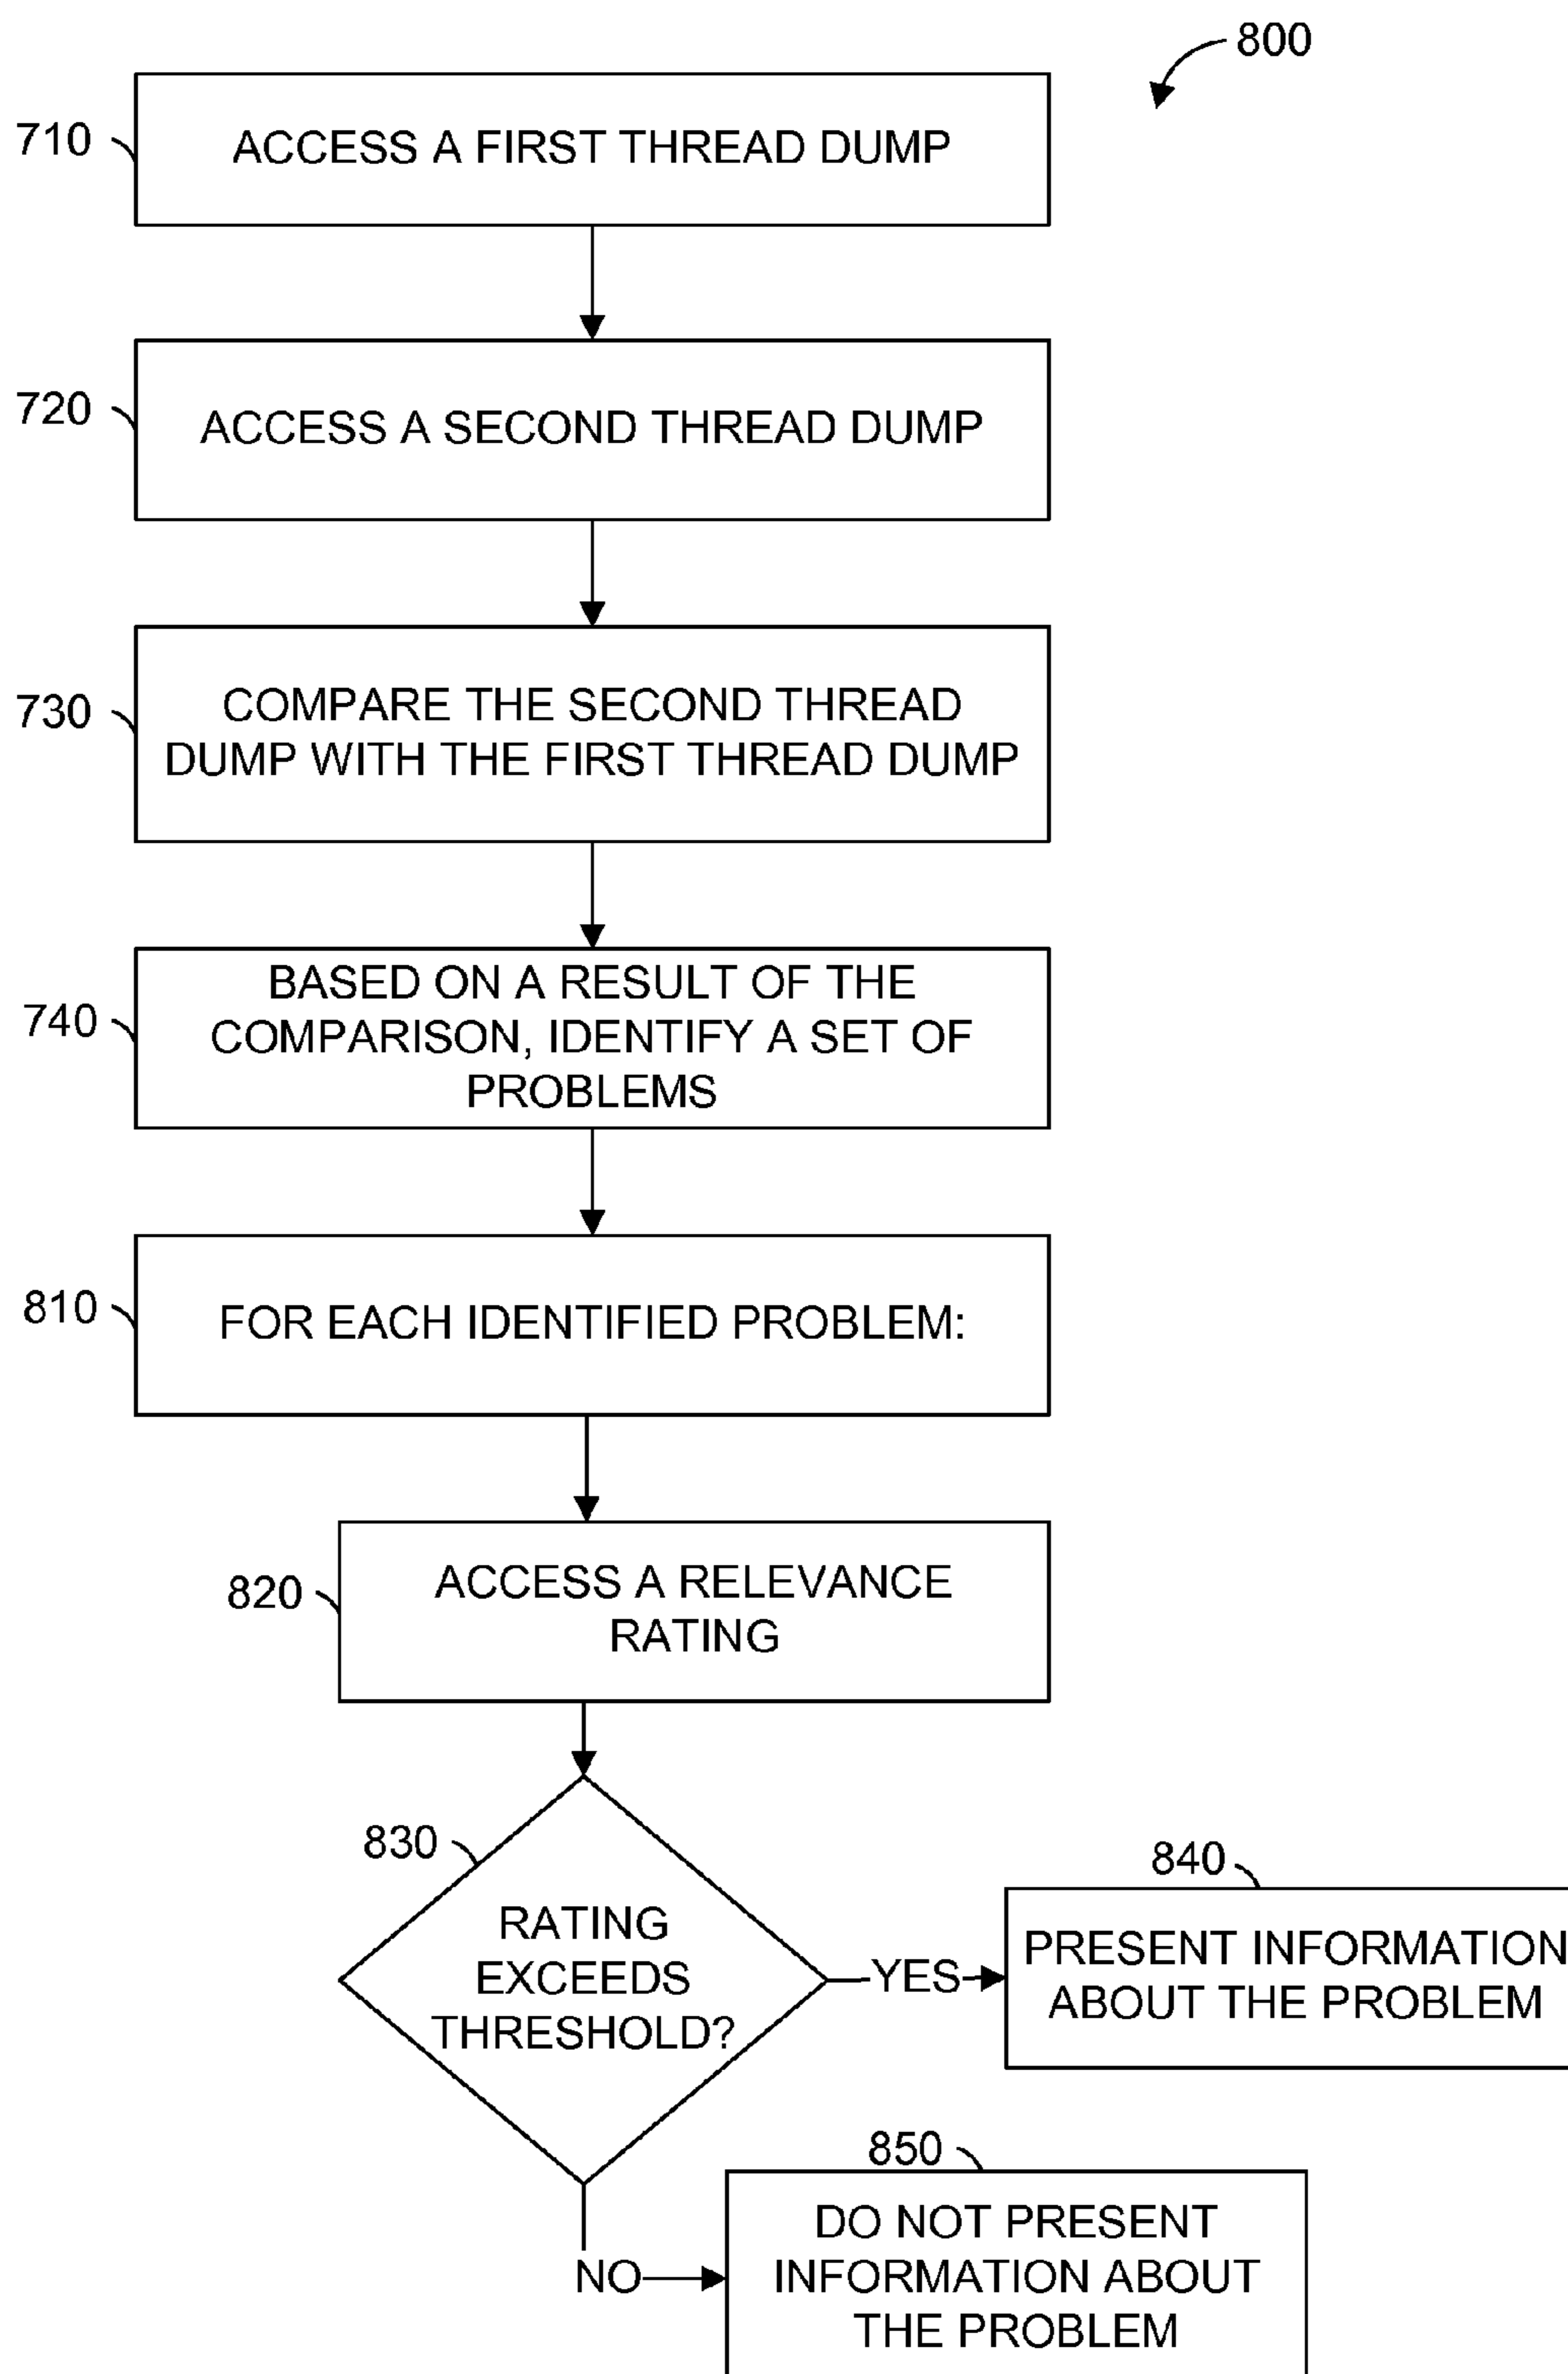 800
710
ACCESS A FIRST THREAD DUMP
720
ACCESS A SECOND THREAD DUMP
730
COMPARE THE SECOND THREAD
DUMP WITH THE FIRST THREAD DUMP
740
BASED ON A RESULT OF THE
COMPARISON, IDENTIFY A SET OF
PROBLEMS
810
FOR EACH IDENTIFIED PROBLEM:
820
ACCESS A RELEVANCE
RATING
830
RATING
EXCEEDS
THRESHOLD?
YES
840
PRESENT INFORMATION
ABOUT THE PROBLEM
NO
850
DO NOT PRESENT
INFORMATION ABOUT
THE PROBLEM